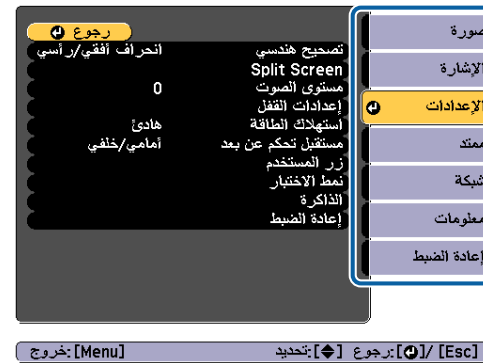 صورة
الإشارة
الإعدادات
ممتد
شبكة
معلومات
إعادة الضبط
رجوع
تصحيح هندسي انحراف أفقي/رأسي
Split Screen
مستوى الصوت 0
إعدادات القفل
استهلاك الطاقة هادئ
مستقبل تحكم عن بعد أمامي/خلفي
زر المستخدم
نمط الاختبار
الذاكرة
إعادة الضبط
[Esc] /[⏎]:رجوع [◆]:تحديد [Menu]:خروج